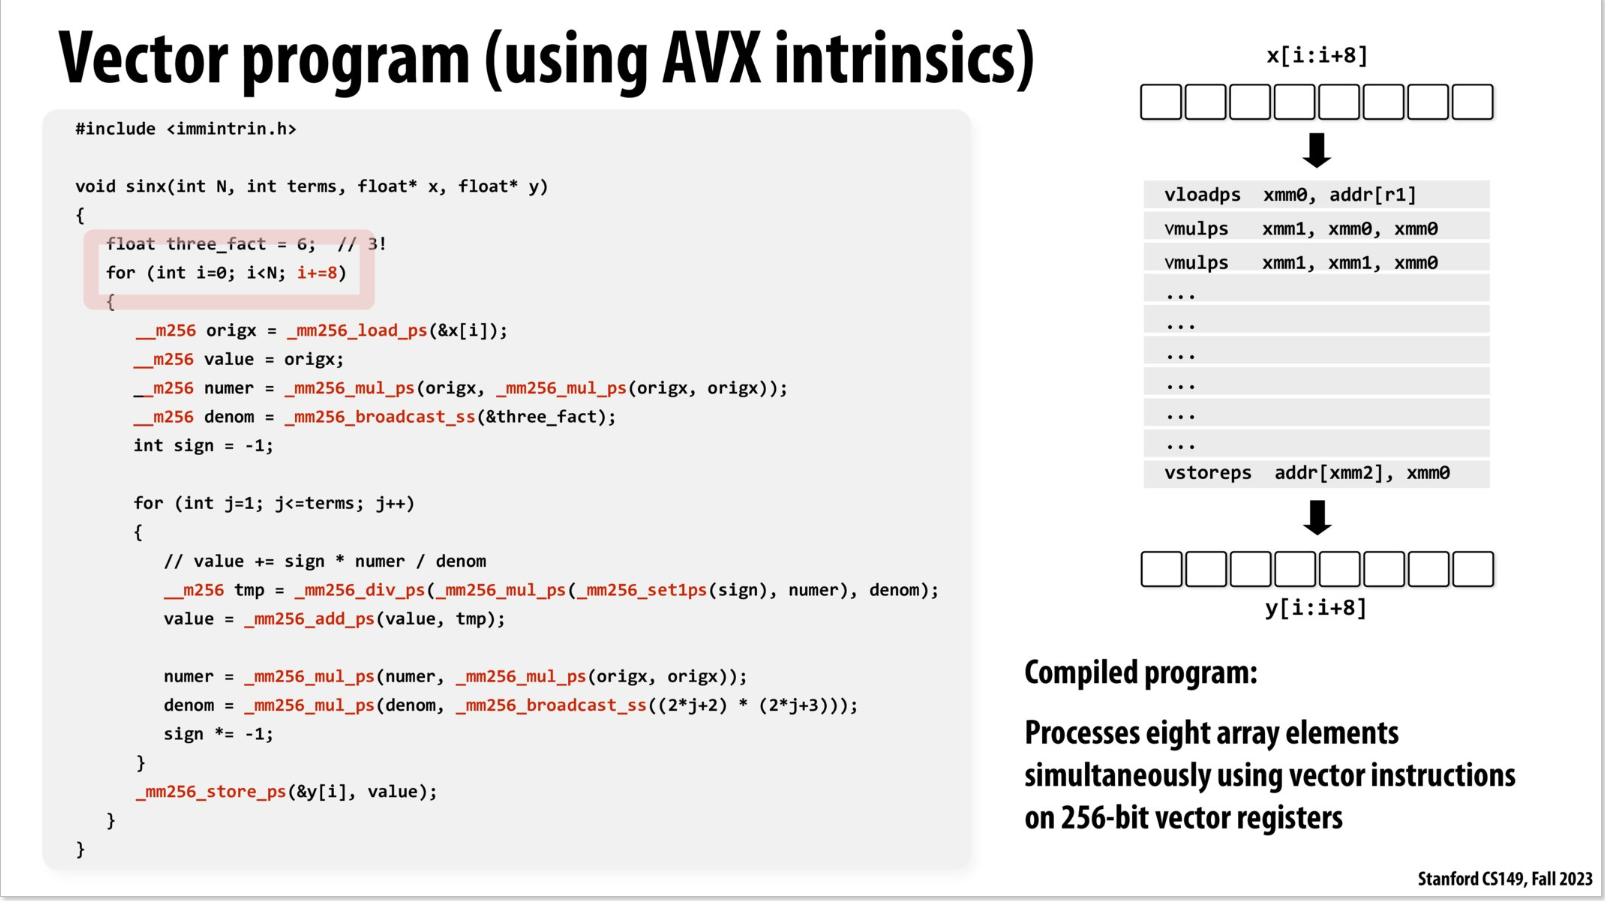 Vector program (using AVX intrinsics)
#include <immintrin.h>
void sinx(int N, int terms, float* x, float* y)
{
float three_fact = 6;  // 3!
for (int i=0; i<N; i+=8)
{
__m256 origx = _mm256_load_ps(&x[i]);
__m256 value = origx;
__m256 numer = _mm256_mul_ps(origx, _mm256_mul_ps(origx, origx));
__m256 denom = _mm256_broadcast_ss(&three_fact);
int sign = -1;
for (int j=1; j<=terms; j++)
{
// value += sign * numer / denom
__m256 tmp = _mm256_div_ps(_mm256_mul_ps(_mm256_set1ps(sign), numer), denom);
value = _mm256_add_ps(value, tmp);
numer = _mm256_mul_ps(numer, _mm256_mul_ps(origx, origx));
denom = _mm256_mul_ps(denom, _mm256_broadcast_ss((2*j+2) * (2*j+3)));
sign *= -1;
}
_mm256_store_ps(&y[i], value);
}
}
x[i:i+8]
vloadps  xmm0, addr[r1]
vmulps  xmm1, xmm0, xmm0
vmulps  xmm1, xmm1, xmm0
...
...
...
...
...
...
vstoreps  addr[xmm2], xmm0
y[i:i+8]
Compiled program:
Processes eight array elements
simultaneously using vector instructions
on 256-bit vector registers
Stanford CS149, Fall 2023